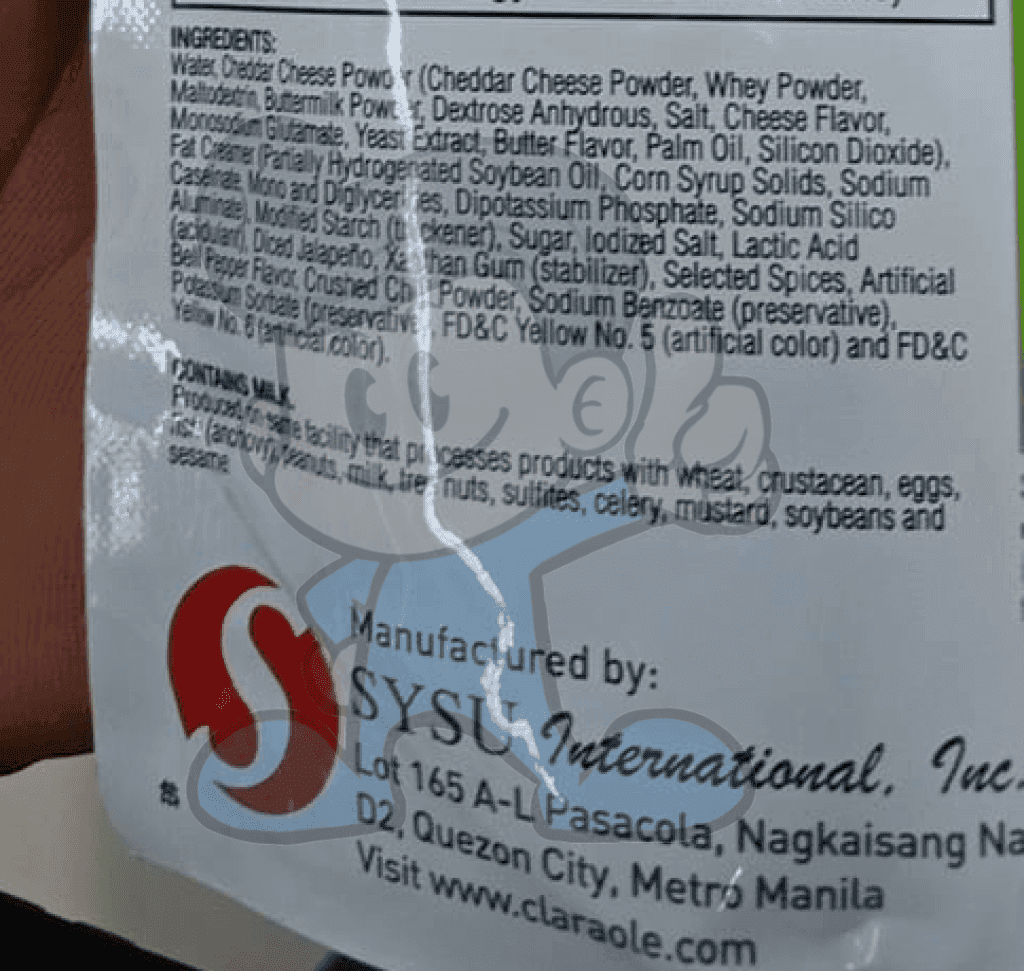 INGREDIENTS:
Water, Cheddar Cheese Powder (Cheddar Cheese Powder, Whey Powder,
Maltodextrin, Buttermilk Powder, Dextrose Anhydrous, Salt, Cheese Flavor,
Monosodium Glutamate, Yeast Extract, Butter Flavor, Palm Oil, Silicon Dioxide),
Fat Creamer (Partially Hydrogenated Soybean Oil, Corn Syrup Solids, Sodium
Caseinate, Mono and Diglycerides, Dipotassium Phosphate, Sodium Silico
Aluminate), Modified Starch (thickener), Sugar, Iodized Salt, Lactic Acid
(acidulant), Diced Jalapeño, Xanthan Gum (stabilizer), Selected Spices, Artificial
Bell Pepper Flavor, Crushed Chili Powder, Sodium Benzoate (preservative),
Potassium Sorbate (preservative), FD&C Yellow No. 5 (artificial color) and FD&C
Yellow No. 6 (artificial color).
CONTAINS MILK.
Produced in same facility that processes products with wheat, crustacean, eggs,
fish (anchovy), peanuts, milk, tree nuts, sulfites, celery, mustard, soybeans and
sesame
Manufactured by:
SYSU International, Inc.
Lot 165 A-L Pasacola, Nagkaisang Na
D2, Quezon City, Metro Manila
Visit www.claraole.com